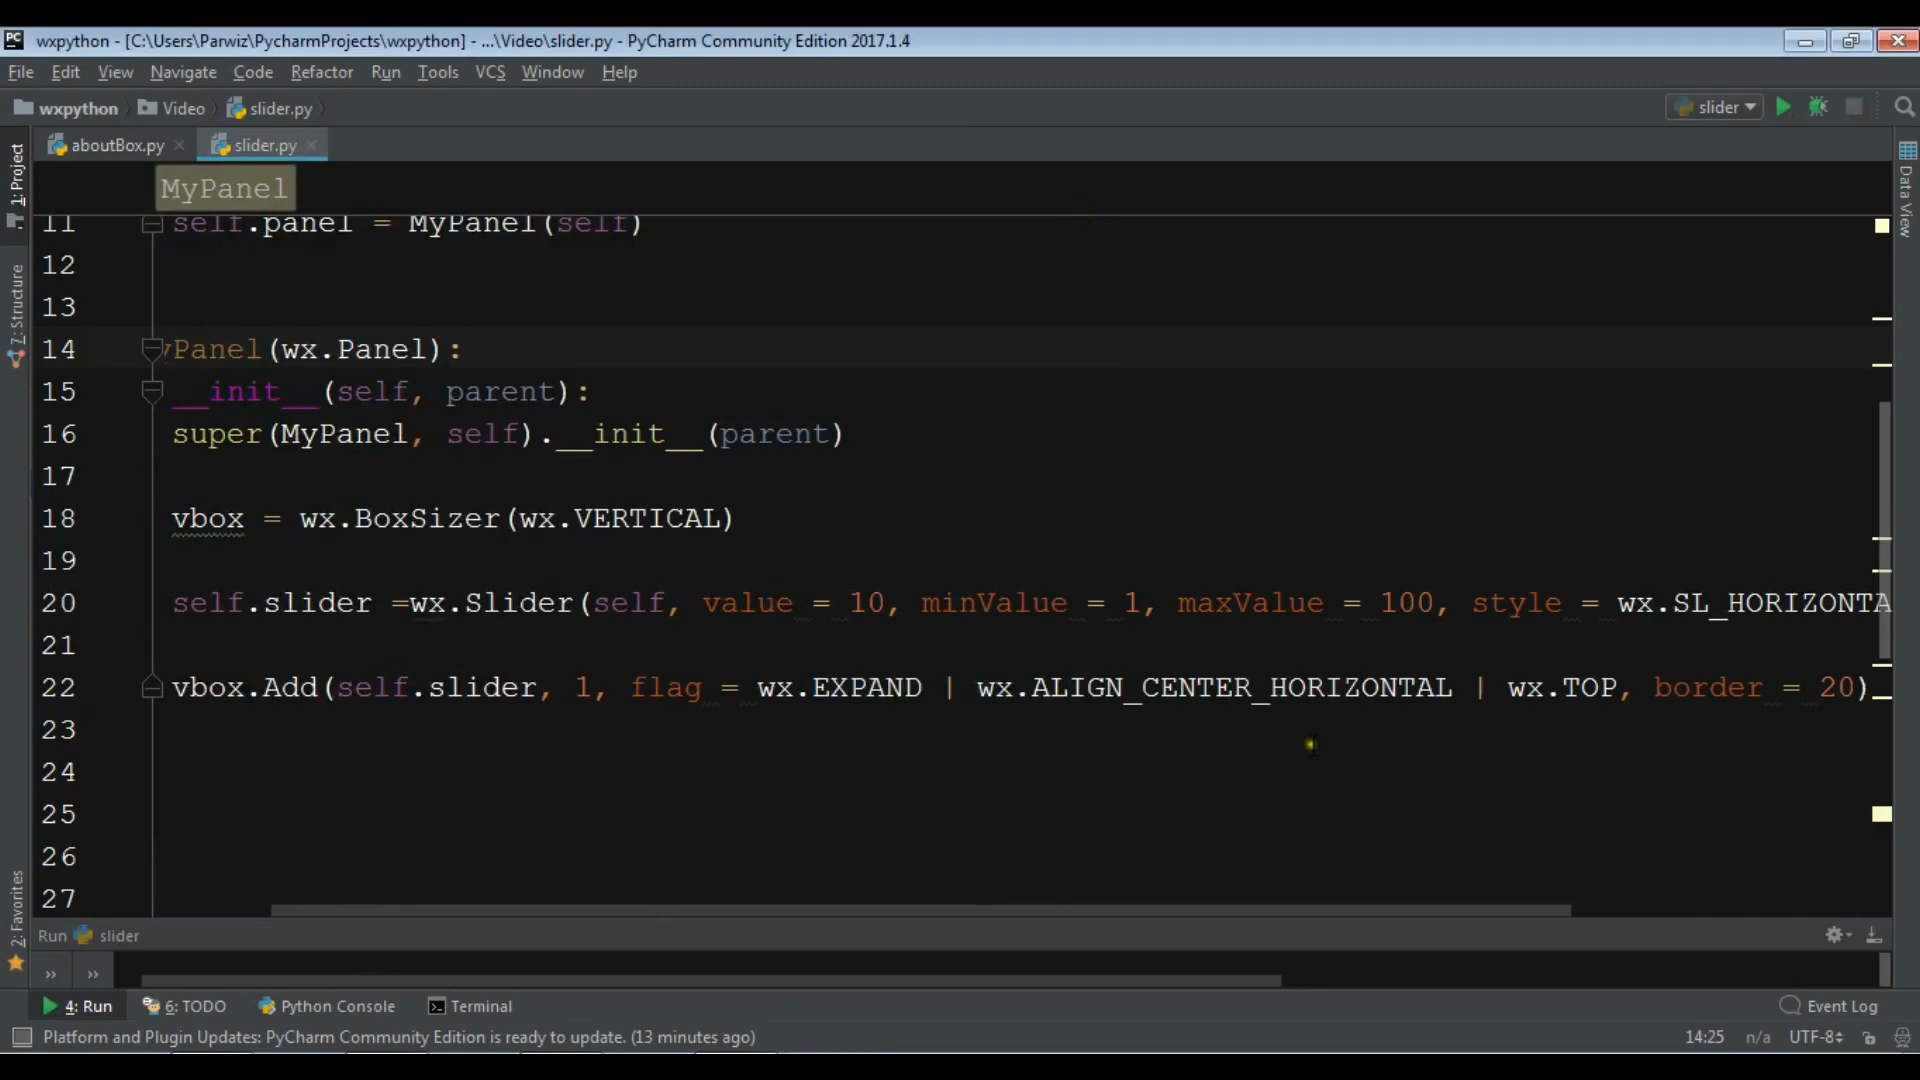 PC wxpython - [C:\Users\Parwiz\PycharmProjects\wxpython] - ...\Video\slider.py - PyCharm Community Edition 2017.1.4
File Edit View Navigate Code Refactor Run Tools VCS Window Help
wxpython Video slider.py slider
aboutBox.py slider.py
MyPanel
11 self.panel = MyPanel(self)
12
13
14 yPanel(wx.Panel):
15 __init__(self, parent):
16 super(MyPanel, self).__init__(parent)
17
18 vbox = wx.BoxSizer(wx.VERTICAL)
19
20 self.slider =wx.Slider(self, value = 10, minValue = 1, maxValue = 100, style = wx.SL_HORIZONTA
21
22 vbox.Add(self.slider, 1, flag = wx.EXPAND | wx.ALIGN_CENTER_HORIZONTAL | wx.TOP, border = 20)
23
24
25
26
27
1: Project
7: Structure
2: Favorites
Data View
Run slider
» »
4: Run 6: TODO Python Console Terminal Event Log
Platform and Plugin Updates: PyCharm Community Edition is ready to update. (13 minutes ago) 14:25 n/a UTF-8